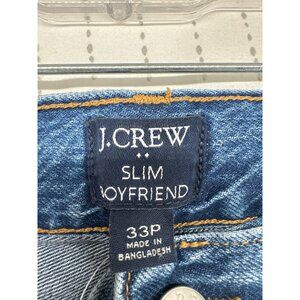 J.CREW
SLIM
BOYFRIEND
33P
MADE IN
BANGLADESH